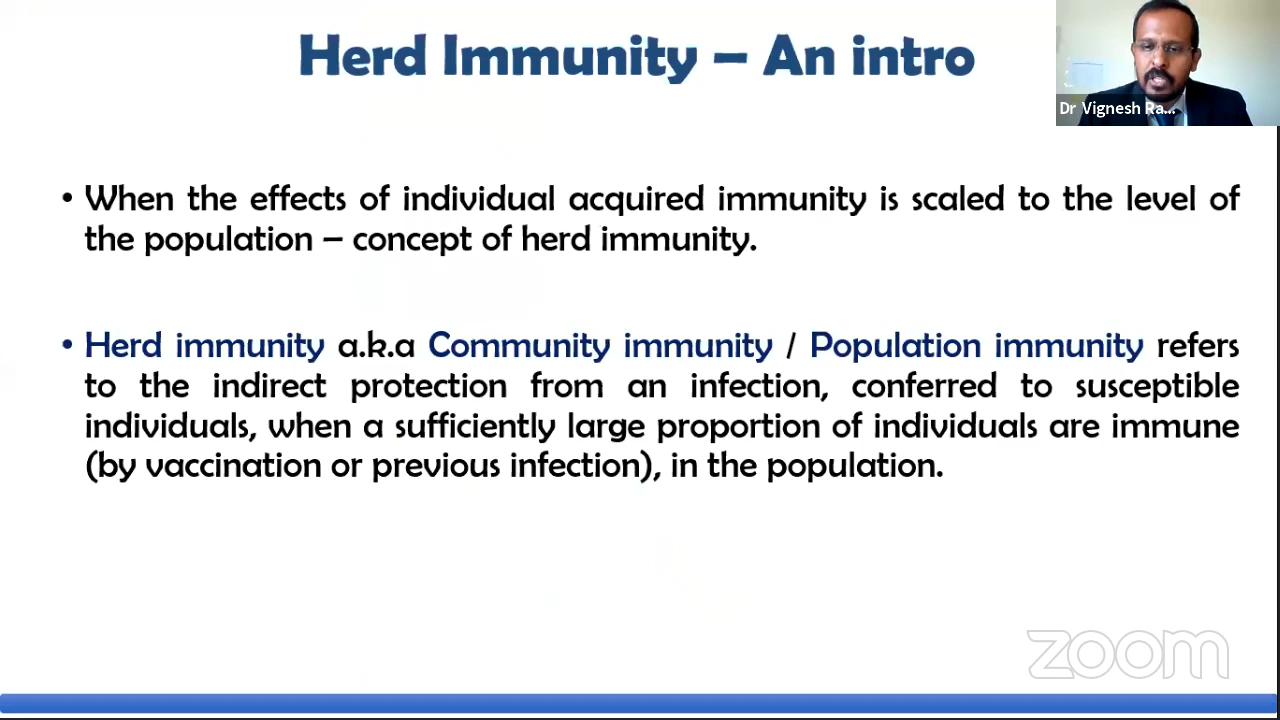 Herd Immunity – An intro
Dr Vignesh Ra...
• When the effects of individual acquired immunity is scaled to the level of
the population – concept of herd immunity.
• Herd immunity a.k.a Community immunity / Population immunity refers
to the indirect protection from an infection, conferred to susceptible
individuals, when a sufficiently large proportion of individuals are immune
(by vaccination or previous infection), in the population.
zoom